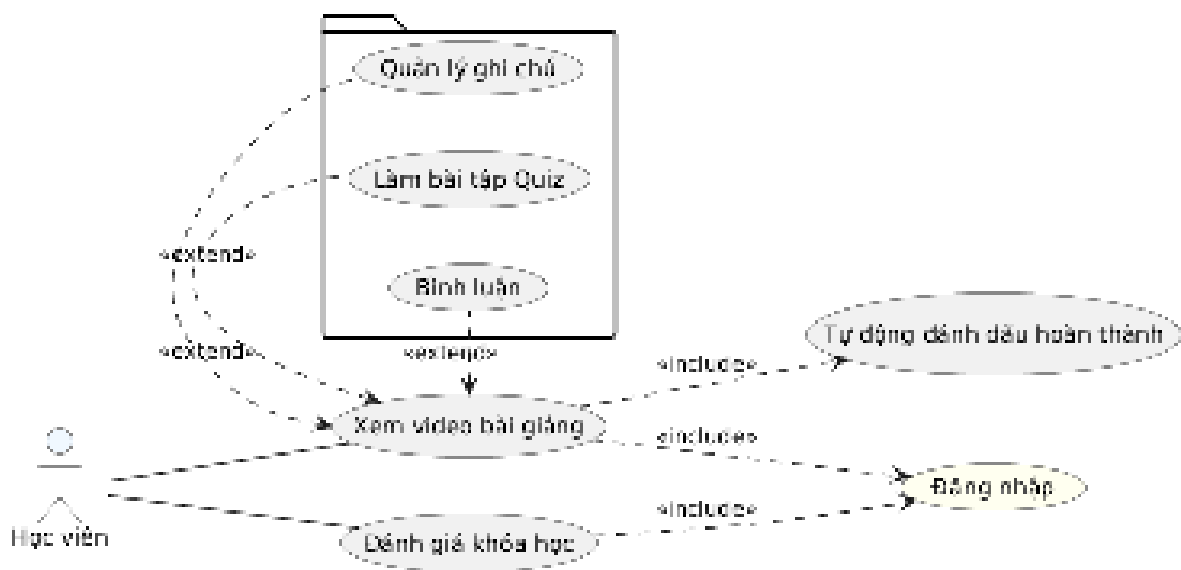 Quản lý ghi chú
Làm bài tập Quiz
«extend»
Bình luận
«extend»
«extend»
Tự động đánh dấu hoàn thành
«include»
Xem video bài giảng
«include»
Đăng nhập
«include»
Học viên
Đánh giá khóa học